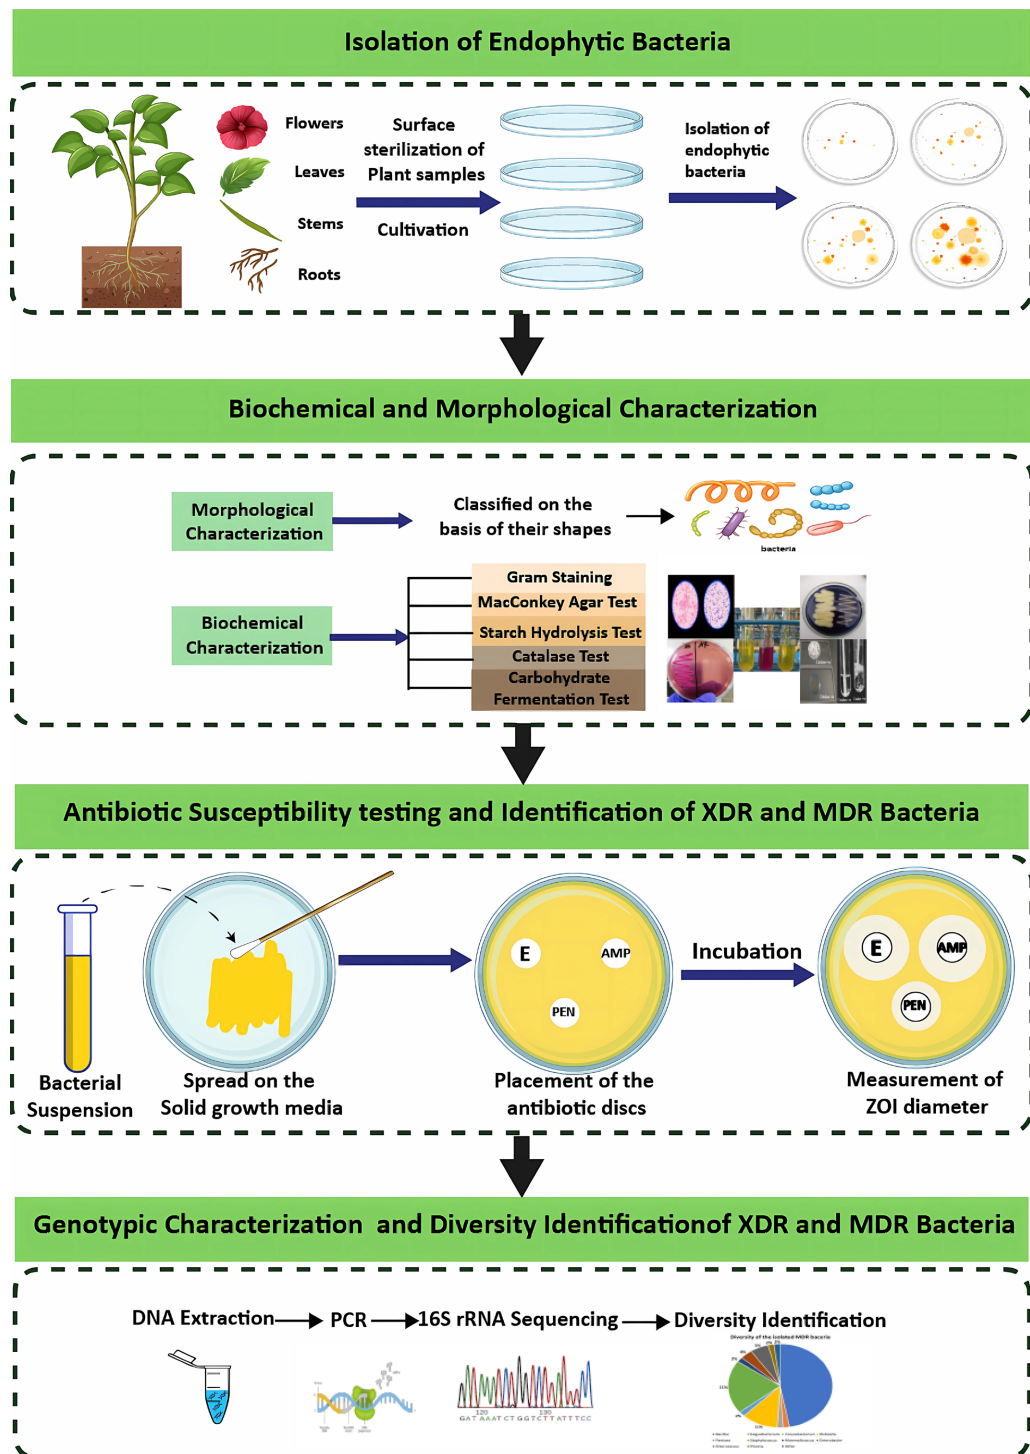 Isolation of Endophytic Bacteria
Flowers
Leaves
Stems
Roots
Surface
sterilization of
Plant samples
Cultivation
Isolation of
endophytic
bacteria
Biochemical and Morphological Characterization
Morphological
Characterization
Classified on the
basis of their shapes
bacteria
Biochemical
Characterization
Gram Staining
MacConkey Agar Test
Starch Hydrolysis Test
Catalase Test
Carbohydrate
Fermentation Test
Antibiotic Susceptibility testing and Identification of XDR and MDR Bacteria
E
AMP
PEN
Incubation
E
AMP
PEN
Bacterial
Suspension
Spread on the
Solid growth media
Placement of the
antibiotic discs
Measurement of
ZOI diameter
Genotypic Characterization and Diversity Identificationof XDR and MDR Bacteria
DNA Extraction
PCR
16S rRNA Sequencing
Diversity Identification
Diversity of the isolated MDR bacteria
120
130
GATAAATCTGGTCTTATTTCC